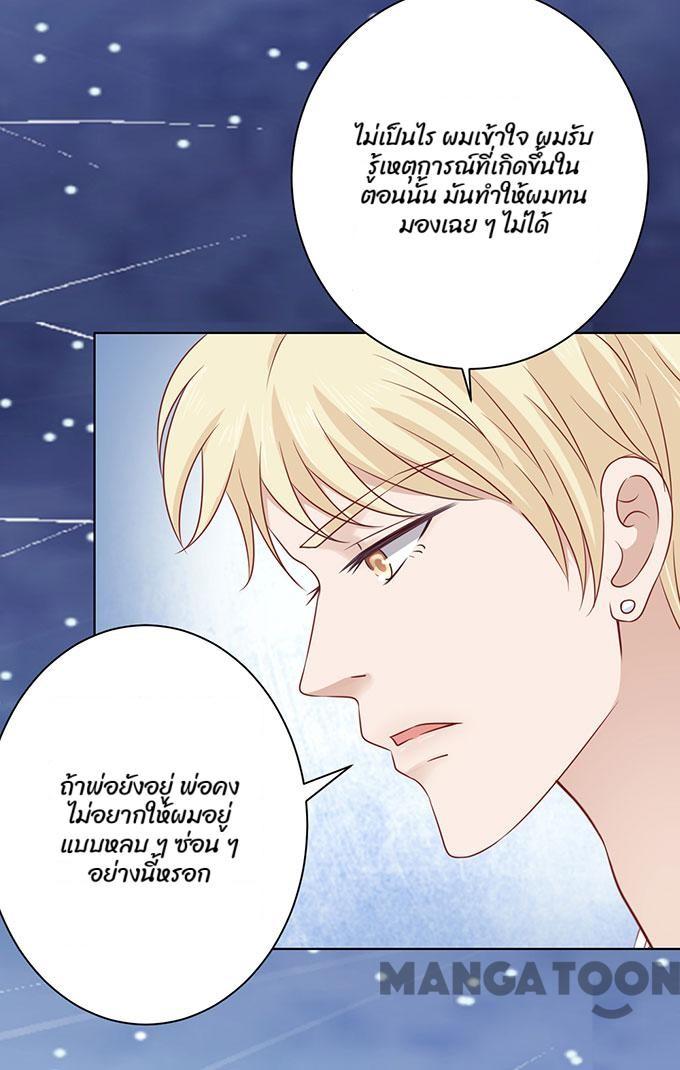 ไม่เป็นไร ผมเข้าใจ ผมรับ
รู้เหตุการณ์ที่เกิดขึ้นใน
ตอนนั้น มันทำให้ผมทน
มองเฉย ๆ ไม่ได้
ถ้าพ่อยังอยู่ พ่อคง
ไม่อยากให้ผมอยู่
แบบหลบ ๆ ซ่อน ๆ
อย่างนี้หรอก
MANGATOON